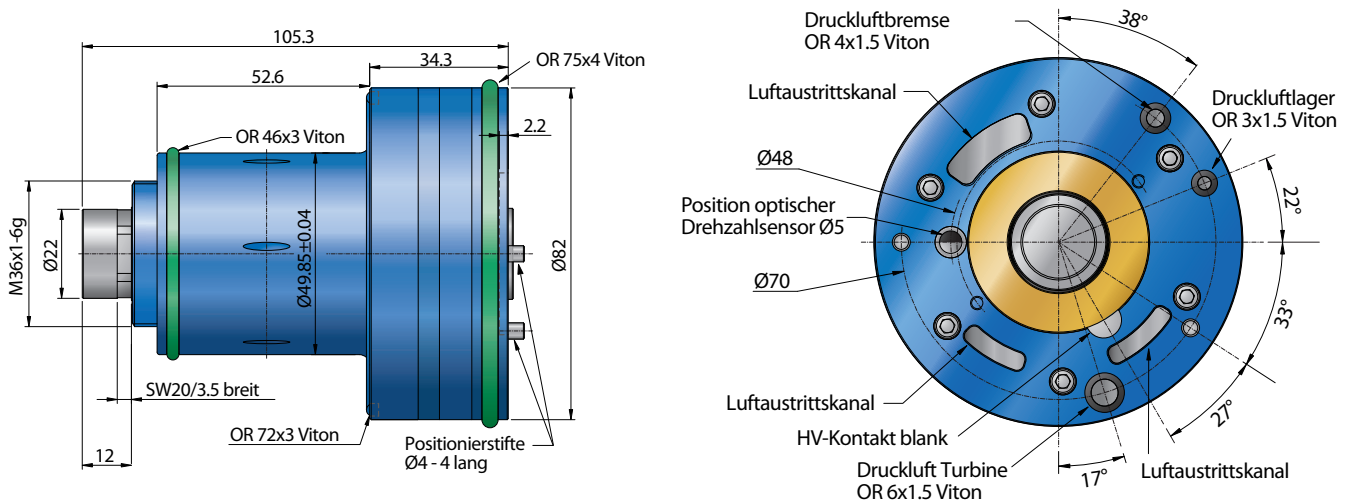 105.3
34.3
OR 75x4 Viton
52.6
2.2
OR 46x3 Viton
M36x1-6g
Ø22
Ø49.85±0.04
Ø82
SW20/3.5 breit
OR 72x3 Viton
Positionierstifte
Ø4 - 4 lang
12
Druckluftbremse
OR 4x1.5 Viton
38°
Luftaustrittskanal
Druckluftlager
OR 3x1.5 Viton
Ø48
22°
Position optischer
Drehzahlsensor Ø5
Ø70
33°
Luftaustrittskanal
27°
HV-Kontakt blank
Druckluft Turbine
OR 6x1.5 Viton
17°
Luftaustrittskanal